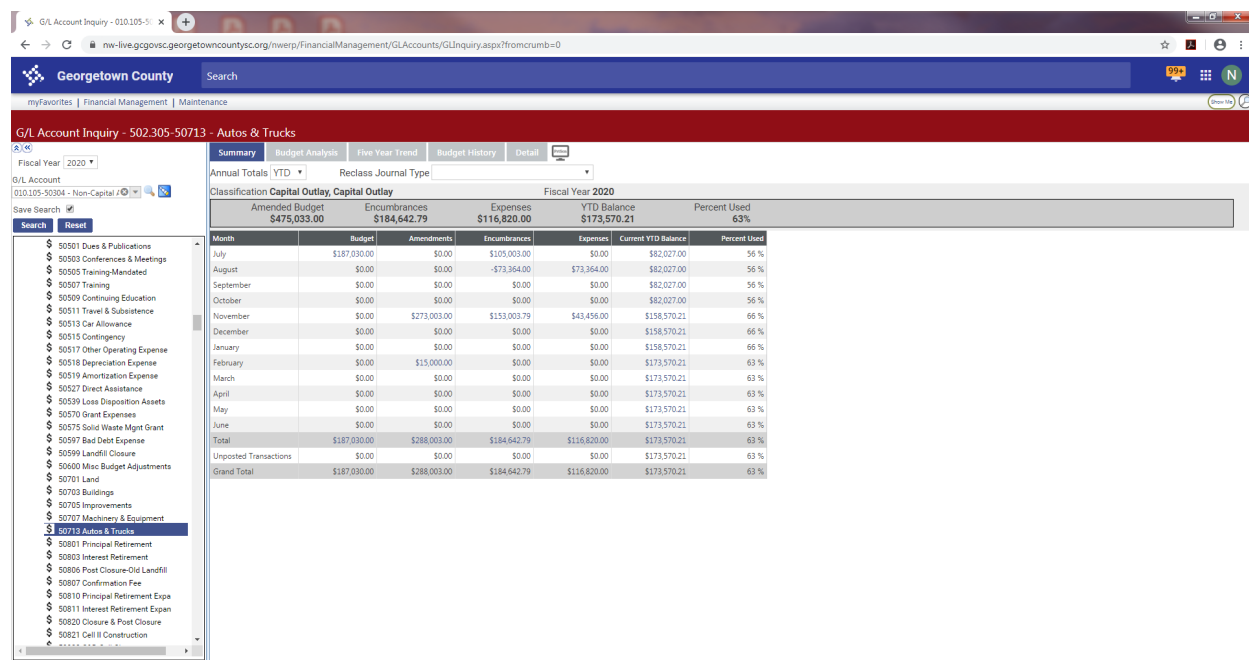 G/L Account Inquiry - 010.105-50
nw-live.gcgovsc.georgetowncountysc.org/nwerp/FinancialManagement/GLAccounts/GLInquiry.aspx?fromcrumb=0
Georgetown County
Search
99+
N
myFavorites | Financial Management | Maintenance
Show Me
G/L Account Inquiry - 502.305-50713 - Autos & Trucks
Fiscal Year 2020
G/L Account
010.105-50304 - Non-Capital
Save Search
Search Reset
50501 Dues & Publications
50503 Conferences & Meetings
50505 Training-Mandated
50507 Training
50509 Continuing Education
50511 Travel & Subsistence
50513 Car Allowance
50515 Contingency
50517 Other Operating Expense
50518 Depreciation Expense
50519 Amortization Expense
50527 Direct Assistance
50539 Loss Disposition Assets
50570 Grant Expenses
50575 Solid Waste Mgnt Grant
50597 Bad Debt Expense
50599 Landfill Closure
50600 Misc Budget Adjustments
50701 Land
50703 Buildings
50705 Improvements
50707 Machinery & Equipment
50713 Autos & Trucks
50801 Principal Retirement
50803 Interest Retirement
50806 Post Closure-Old Landfill
50807 Confirmation Fee
50810 Principal Retirement Expa
50811 Interest Retirement Expan
50820 Closure & Post Closure
50821 Cell II Construction
Summary Budget Analysis Five Year Trend Budget History Detail
Annual Totals YTD Reclass Journal Type
Classification Capital Outlay, Capital Outlay Fiscal Year 2020
Amended Budget Encumbrances Expenses YTD Balance Percent Used
$475,033.00 $184,642.79 $116,820.00 $173,570.21 63%
Month Budget Amendments Encumbrances Expenses Current YTD Balance Percent Used
July $187,030.00 $0.00 $105,003.00 $0.00 $82,027.00 56 %
August $0.00 $0.00 -$73,364.00 $73,364.00 $82,027.00 56 %
September $0.00 $0.00 $0.00 $0.00 $82,027.00 56 %
October $0.00 $0.00 $0.00 $0.00 $82,027.00 56 %
November $0.00 $273,003.00 $153,003.79 $43,456.00 $158,570.21 66 %
December $0.00 $0.00 $0.00 $0.00 $158,570.21 66 %
January $0.00 $0.00 $0.00 $0.00 $158,570.21 66 %
February $0.00 $15,000.00 $0.00 $0.00 $173,570.21 63 %
March $0.00 $0.00 $0.00 $0.00 $173,570.21 63 %
April $0.00 $0.00 $0.00 $0.00 $173,570.21 63 %
May $0.00 $0.00 $0.00 $0.00 $173,570.21 63 %
June $0.00 $0.00 $0.00 $0.00 $173,570.21 63 %
Total $187,030.00 $288,003.00 $184,642.79 $116,820.00 $173,570.21 63 %
Unposted Transactions $0.00 $0.00 $0.00 $0.00 $173,570.21 63 %
Grand Total $187,030.00 $288,003.00 $184,642.79 $116,820.00 $173,570.21 63 %